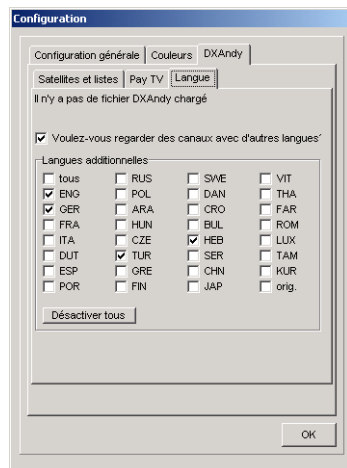 Configuration
Configuration générale Couleurs DXAndy
Satellites et listes Pay TV Langue
Il n'y a pas de fichier DXAndy chargé
Voulez-vous regarder des canaux avec d'autres langues'
Langues additionnelles
tous RUS SWE VIT
ENG POL DAN THA
GER ARA CRO FAR
FRA HUN BUL ROM
ITA CZE HEB LUX
DUT TUR SER TAM
ESP GRE CHN KUR
POR FIN JAP orig.
Désactiver tous
OK